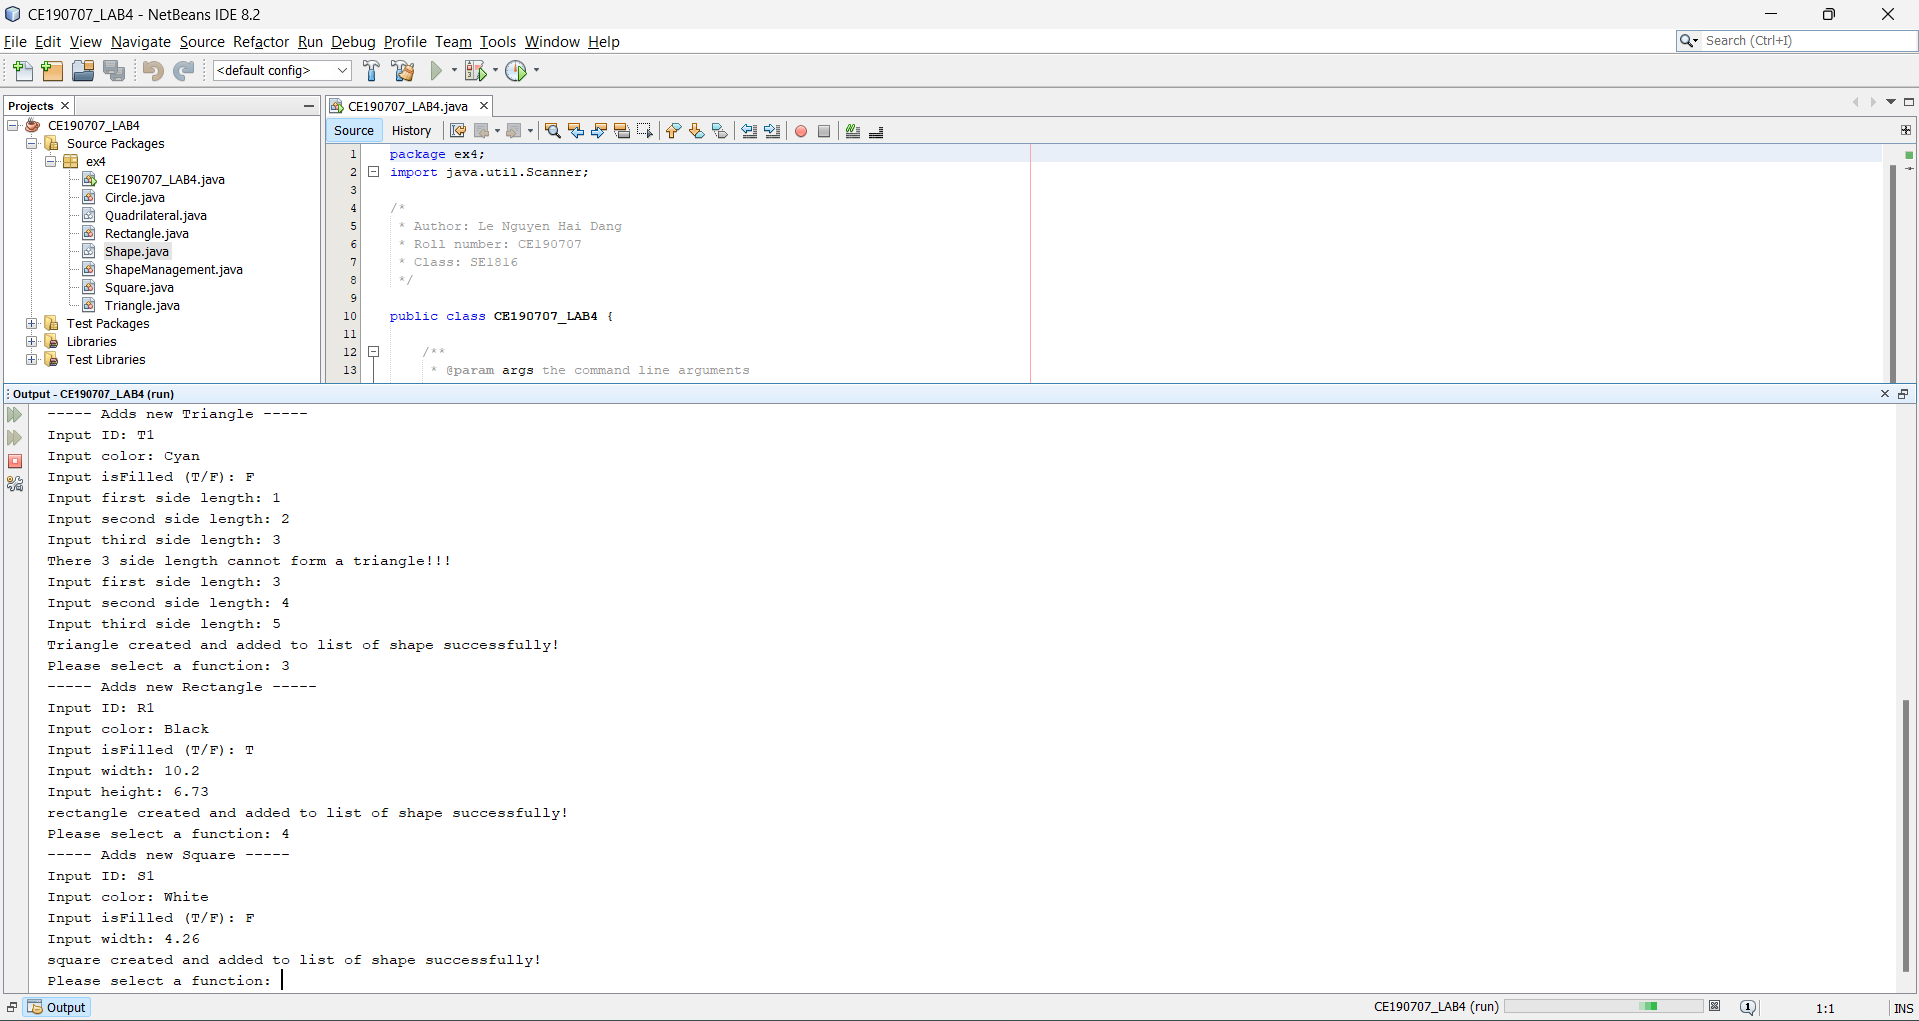 CE190707_LAB4 - NetBeans IDE 8.2
File Edit View Navigate Source Refactor Run Debug Profile Team Tools Window Help
Search (Ctrl+I)
<default config>
Projects
CE190707_LAB4
Source Packages
ex4
CE190707_LAB4.java
Circle.java
Quadrilateral.java
Rectangle.java
Shape.java
ShapeManagement.java
Square.java
Triangle.java
Test Packages
Libraries
Test Libraries
CE190707_LAB4.java
Source History
1 package ex4;
2 import java.util.Scanner;
3
4 /*
5 * Author: Le Nguyen Hai Dang
6 * Roll number: CE190707
7 * Class: SE1816
8 */
9
10 public class CE190707_LAB4 {
11
12 /**
13 * @param args the command line arguments
Output - CE190707_LAB4 (run)
----- Adds new Triangle -----
Input ID: T1
Input color: Cyan
Input isFilled (T/F): F
Input first side length: 1
Input second side length: 2
Input third side length: 3
There 3 side length cannot form a triangle!!!
Input first side length: 3
Input second side length: 4
Input third side length: 5
Triangle created and added to list of shape successfully!
Please select a function: 3
----- Adds new Rectangle -----
Input ID: R1
Input color: Black
Input isFilled (T/F): T
Input width: 10.2
Input height: 6.73
rectangle created and added to list of shape successfully!
Please select a function: 4
----- Adds new Square -----
Input ID: S1
Input color: White
Input isFilled (T/F): F
Input width: 4.26
square created and added to list of shape successfully!
Please select a function:
Output
CE190707_LAB4 (run)
1
1:1
INS